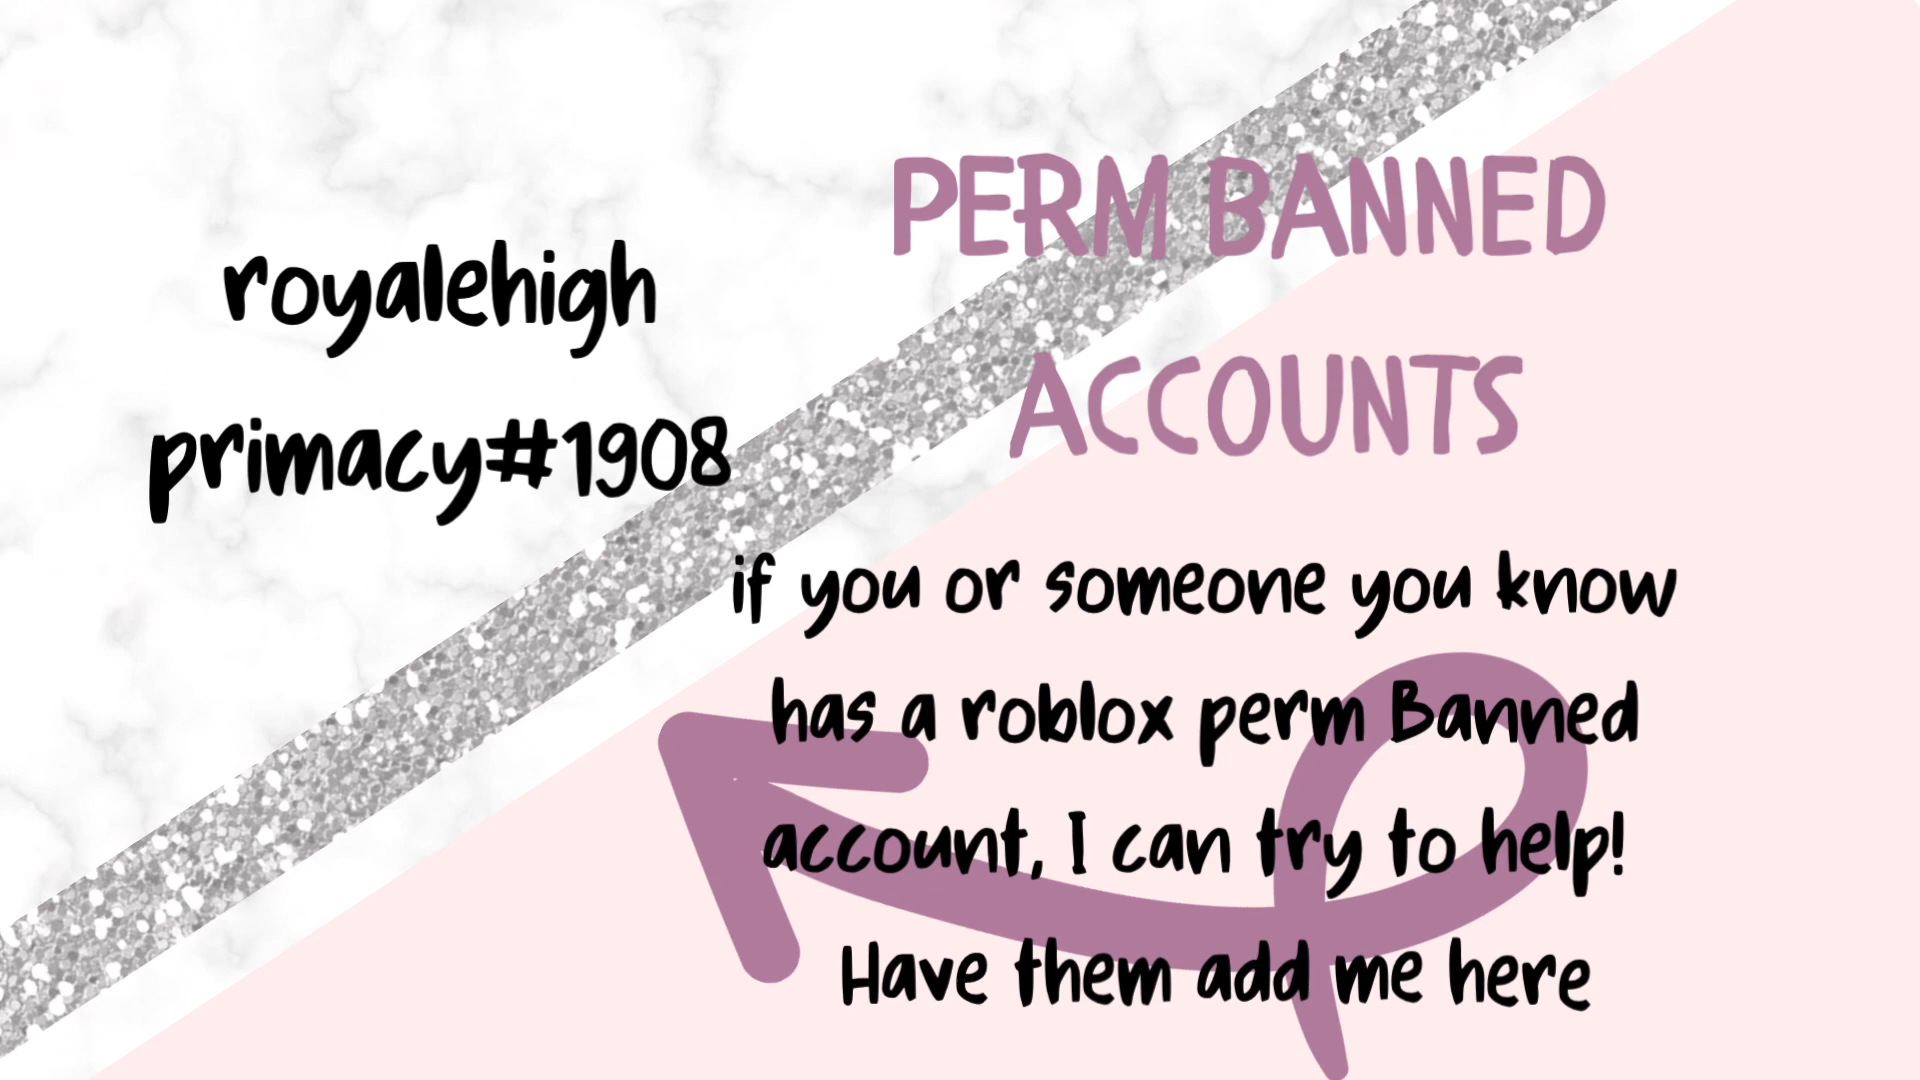 royalehigh
primacy#1908
PERM BANNED
ACCOUNTS
if you or someone you know
has a roblox perm Banned
account, I can try to help!
Have them add me here